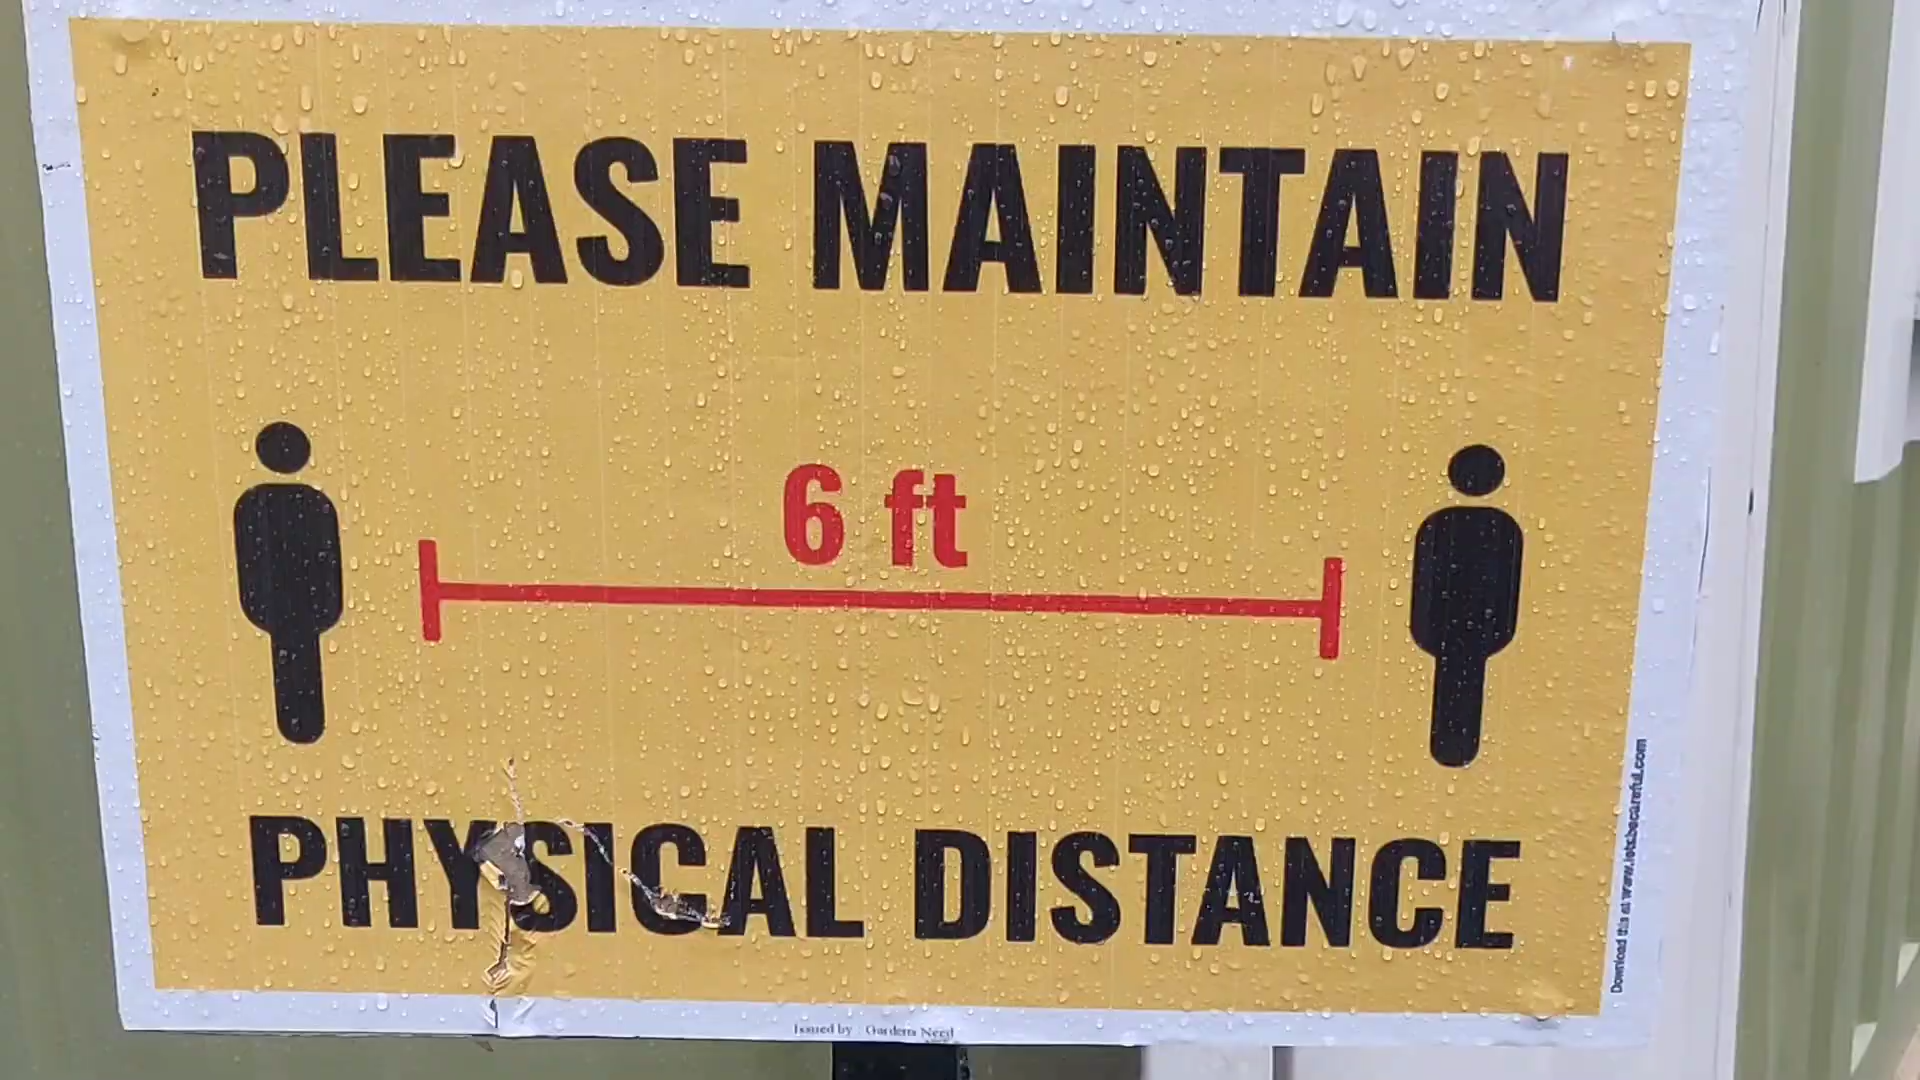 PLEASE MAINTAIN
6 ft
PHYSICAL DISTANCE
Download this at www.letsbecareful.com
Issued by : Gardens Need